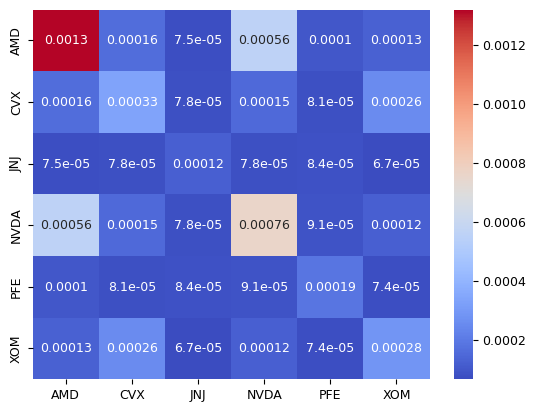 AMD 0.0013 0.00016 7.5e-05 0.00056 0.0001 0.00013
CVX 0.00016 0.00033 7.8e-05 0.00015 8.1e-05 0.00026
JNJ 7.5e-05 7.8e-05 0.00012 7.8e-05 8.4e-05 6.7e-05
NVDA 0.00056 0.00015 7.8e-05 0.00076 9.1e-05 0.00012
PFE 0.0001 8.1e-05 8.4e-05 9.1e-05 0.00019 7.4e-05
XOM 0.00013 0.00026 6.7e-05 0.00012 7.4e-05 0.00028
AMD CVX JNJ NVDA PFE XOM
0.0012
0.0010
0.0008
0.0006
0.0004
0.0002